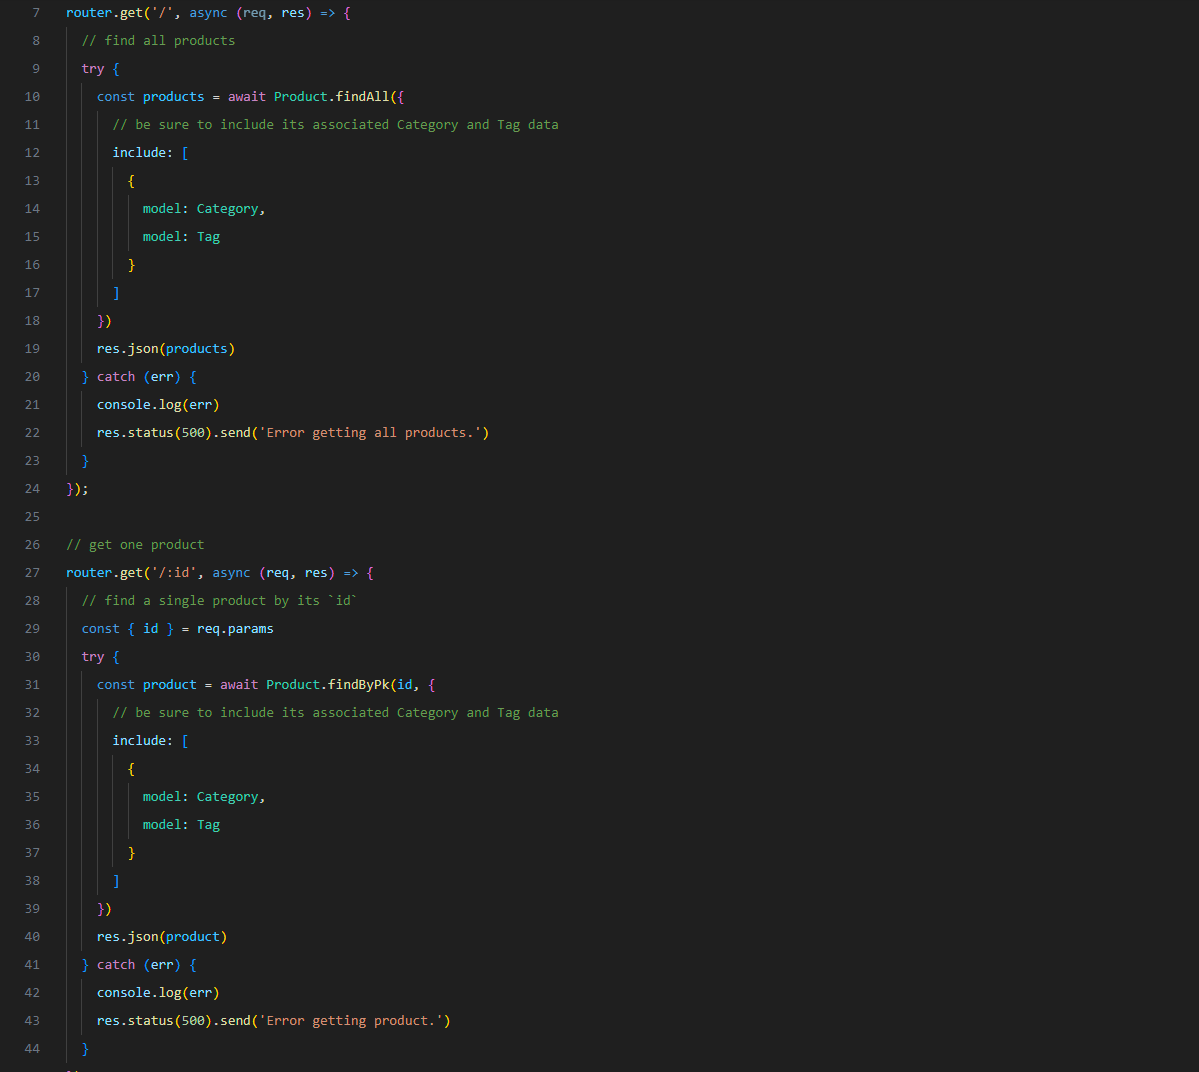 7 router.get('/', async (req, res) => {
8   // find all products
9   try {
10     const products = await Product.findAll({
11       // be sure to include its associated Category and Tag data
12       include: [
13         {
14           model: Category,
15           model: Tag
16         }
17       ]
18     })
19     res.json(products)
20   } catch (err) {
21     console.log(err)
22     res.status(500).send('Error getting all products.')
23   }
24 });
25
26 // get one product
27 router.get('/:id', async (req, res) => {
28   // find a single product by its `id`
29   const { id } = req.params
30   try {
31     const product = await Product.findByPk(id, {
32       // be sure to include its associated Category and Tag data
33       include: [
34         {
35           model: Category,
36           model: Tag
37         }
38       ]
39     })
40     res.json(product)
41   } catch (err) {
42     console.log(err)
43     res.status(500).send('Error getting product.')
44   }